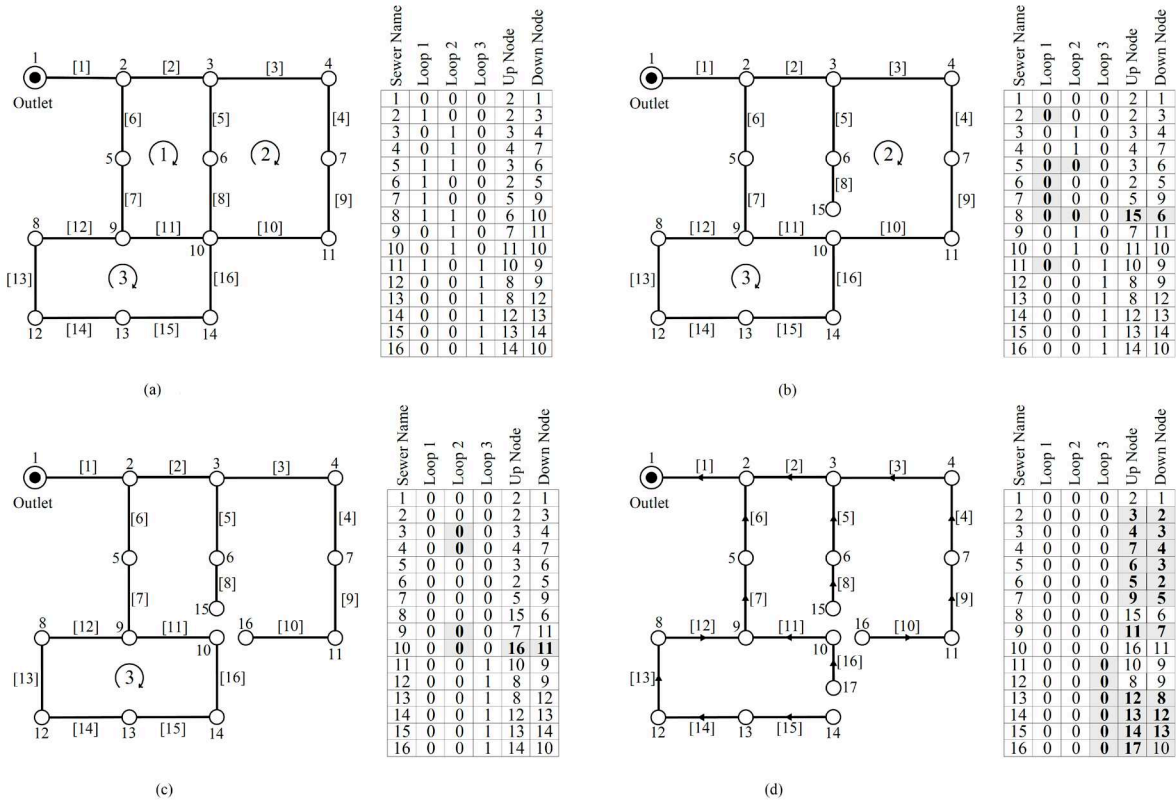 1 [1] 2 [2] 3 [3] 4
Outlet
[6] [5] [4]
5 1 6 2 7
[7] [8] [9]
8 [12] 9 [11] 10 [10] 11
[13] 3 [16]
12 [14] 13 [15] 14
Sewer Name Loop 1 Loop 2 Loop 3 Up Node Down Node
1 0 0 0 2 1
2 1 0 0 2 3
3 0 1 0 3 4
4 0 1 0 4 7
5 1 1 0 3 6
6 1 0 0 2 5
7 1 0 0 5 9
8 1 1 0 6 10
9 0 1 0 7 11
10 0 1 0 11 10
11 1 0 1 10 9
12 0 0 1 8 9
13 0 0 1 8 12
14 0 0 1 12 13
15 0 0 1 13 14
16 0 0 1 14 10
(a)
1 [1] 2 [2] 3 [3] 4
Outlet
[6] [5] [4]
5 6 2 7
[7] [8] [9]
15
8 [12] 9 [11] 10 [10] 11
[13] 3 [16]
12 [14] 13 [15] 14
Sewer Name Loop 1 Loop 2 Loop 3 Up Node Down Node
1 0 0 0 2 1
2 0 0 0 2 3
3 0 1 0 3 4
4 0 1 0 4 7
5 0 0 0 3 6
6 0 0 0 2 5
7 0 0 0 5 9
8 0 0 0 15 6
9 0 1 0 7 11
10 0 1 0 11 10
11 0 0 1 10 9
12 0 0 1 8 9
13 0 0 1 8 12
14 0 0 1 12 13
15 0 0 1 13 14
16 0 0 1 14 10
(b)
1 [1] 2 [2] 3 [3] 4
Outlet
[6] [5] [4]
5 6 7
[7] [8] [9]
15
8 [12] 9 [11] 10 16 [10] 11
[13] 3 [16]
12 [14] 13 [15] 14
Sewer Name Loop 1 Loop 2 Loop 3 Up Node Down Node
1 0 0 0 2 1
2 0 0 0 2 3
3 0 0 0 3 4
4 0 0 0 4 7
5 0 0 0 3 6
6 0 0 0 2 5
7 0 0 0 5 9
8 0 0 0 15 6
9 0 0 0 7 11
10 0 0 0 16 11
11 0 0 1 10 9
12 0 0 1 8 9
13 0 0 1 8 12
14 0 0 1 12 13
15 0 0 1 13 14
16 0 0 1 14 10
(c)
1 [1] 2 [2] 3 [3] 4
Outlet
[6] [5] [4]
5 6 7
[7] [8] [9]
15
8 [12] 9 [11] 10 16 [10] 11
[13] [16]
17
12 [14] 13 [15] 14
Sewer Name Loop 1 Loop 2 Loop 3 Up Node Down Node
1 0 0 0 2 1
2 0 0 0 3 2
3 0 0 0 4 3
4 0 0 0 7 4
5 0 0 0 6 3
6 0 0 0 5 2
7 0 0 0 9 5
8 0 0 0 15 6
9 0 0 0 11 7
10 0 0 0 16 11
11 0 0 0 10 9
12 0 0 0 8 9
13 0 0 0 12 8
14 0 0 0 13 12
15 0 0 0 14 13
16 0 0 0 17 10
(d)